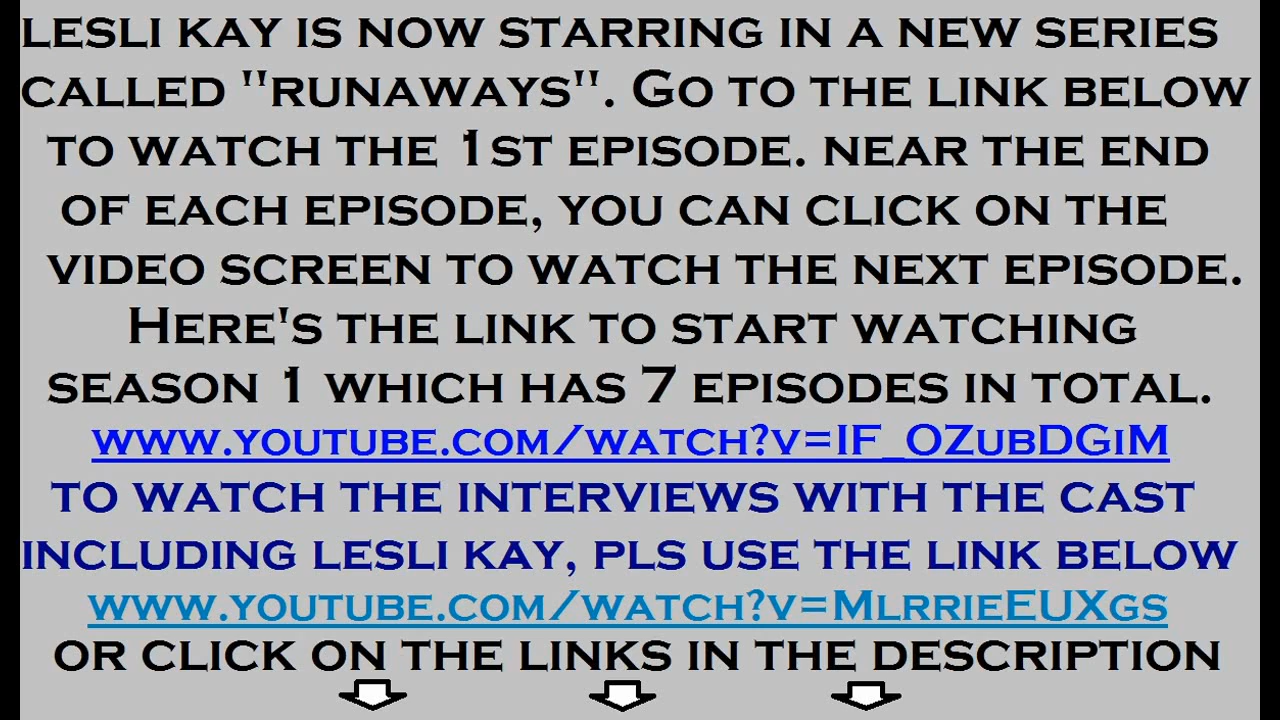 LESLI KAY IS NOW STARRING IN A NEW SERIES
CALLED "RUNAWAYS". GO TO THE LINK BELOW
TO WATCH THE 1ST EPISODE. NEAR THE END
OF EACH EPISODE, YOU CAN CLICK ON THE
VIDEO SCREEN TO WATCH THE NEXT EPISODE.
HERE'S THE LINK TO START WATCHING
SEASON 1 WHICH HAS 7 EPISODES IN TOTAL.
www.youtube.com/watch?v=IF_OZubDGiM
TO WATCH THE INTERVIEWS WITH THE CAST
INCLUDING LESLI KAY, PLS USE THE LINK BELOW
www.youtube.com/watch?v=MlrrieEUXgs
OR CLICK ON THE LINKS IN THE DESCRIPTION